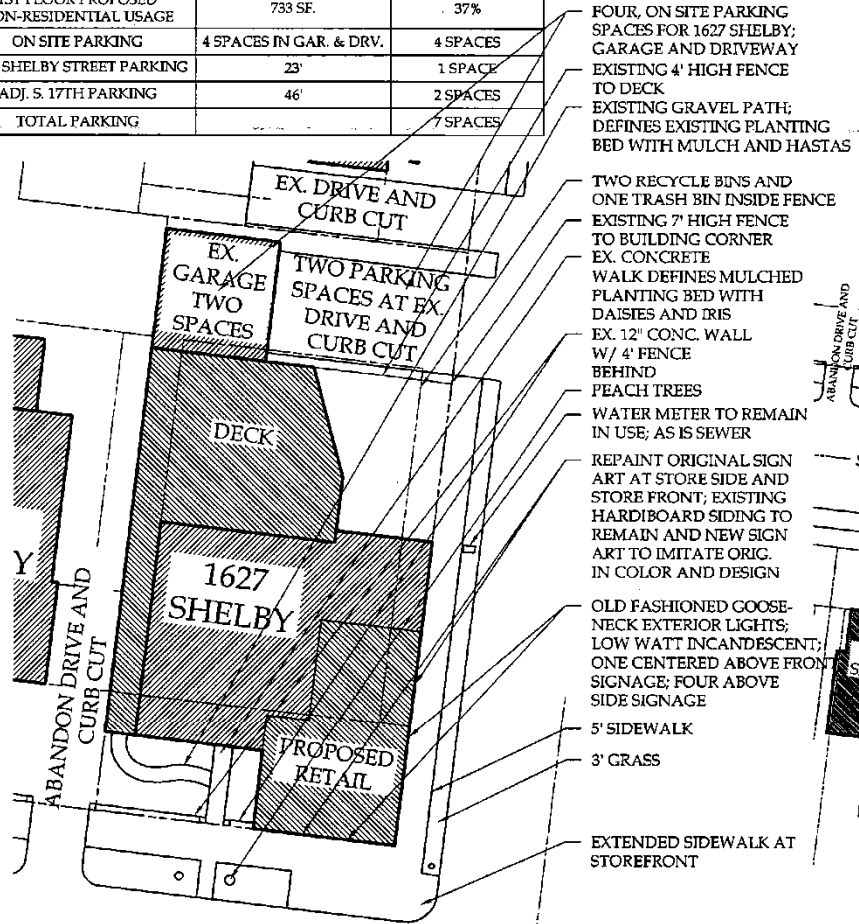 1ST FLOOR PROPOSED
NON-RESIDENTIAL USAGE 733 SF. 37%
ON SITE PARKING 4 SPACES IN GAR. & DRV. 4 SPACES
SHELBY STREET PARKING 23' 1 SPACE
ADJ. S. 17TH PARKING 46' 2 SPACES
TOTAL PARKING 7 SPACES
FOUR, ON SITE PARKING
SPACES FOR 1627 SHELBY;
GARAGE AND DRIVEWAY
EXISTING 4' HIGH FENCE
TO DECK
EXISTING GRAVEL PATH;
DEFINES EXISTING PLANTING
BED WITH MULCH AND HASTAS
TWO RECYCLE BINS AND
ONE TRASH BIN INSIDE FENCE
EXISTING 7' HIGH FENCE
TO BUILDING CORNER
EX. CONCRETE
WALK DEFINES MULCHED
PLANTING BED WITH
DAISIES AND IRIS
EX. 12" CONC. WALL
W/ 4' FENCE
BEHIND
PEACH TREES
WATER METER TO REMAIN
IN USE; AS IS SEWER
REPAINT ORIGINAL SIGN
ART AT STORE SIDE AND
STORE FRONT; EXISTING
HARDIBOARD SIDING TO
REMAIN AND NEW SIGN
ART TO IMITATE ORIG.
IN COLOR AND DESIGN
OLD FASHIONED GOOSE-
NECK EXTERIOR LIGHTS;
LOW WATT INCANDESCENT;
ONE CENTERED ABOVE FRONT
SIGNAGE; FOUR ABOVE
SIDE SIGNAGE
5' SIDEWALK
3' GRASS
EXTENDED SIDEWALK AT
STOREFRONT
EX. DRIVE AND
CURB CUT
EX.
GARAGE
TWO
SPACES
TWO PARKING
SPACES AT EX.
DRIVE AND
CURB CUT
DECK
1627
SHELBY
PROPOSED
RETAIL
ABANDON DRIVE AND
CURB CUT
Y
ABANDON DRIVE AND
CURB CUT